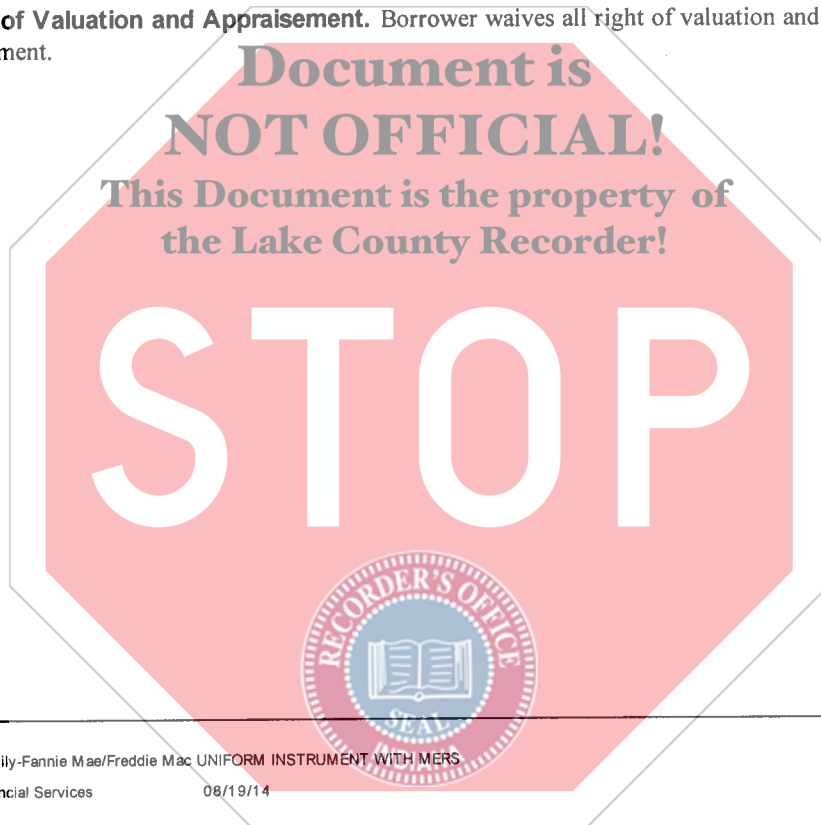 of Valuation and Appraisement. Borrower waives all right of valuation and
ment.
Document is
NOT OFFICIAL!
This Document is the property of
the Lake County Recorder!
STOP
RECORDER'S OFFICE
SEAL
INDIANA
ily-Fannie Mae/Freddie Mac UNIFORM INSTRUMENT WITH MERS
ncial Services 08/19/14